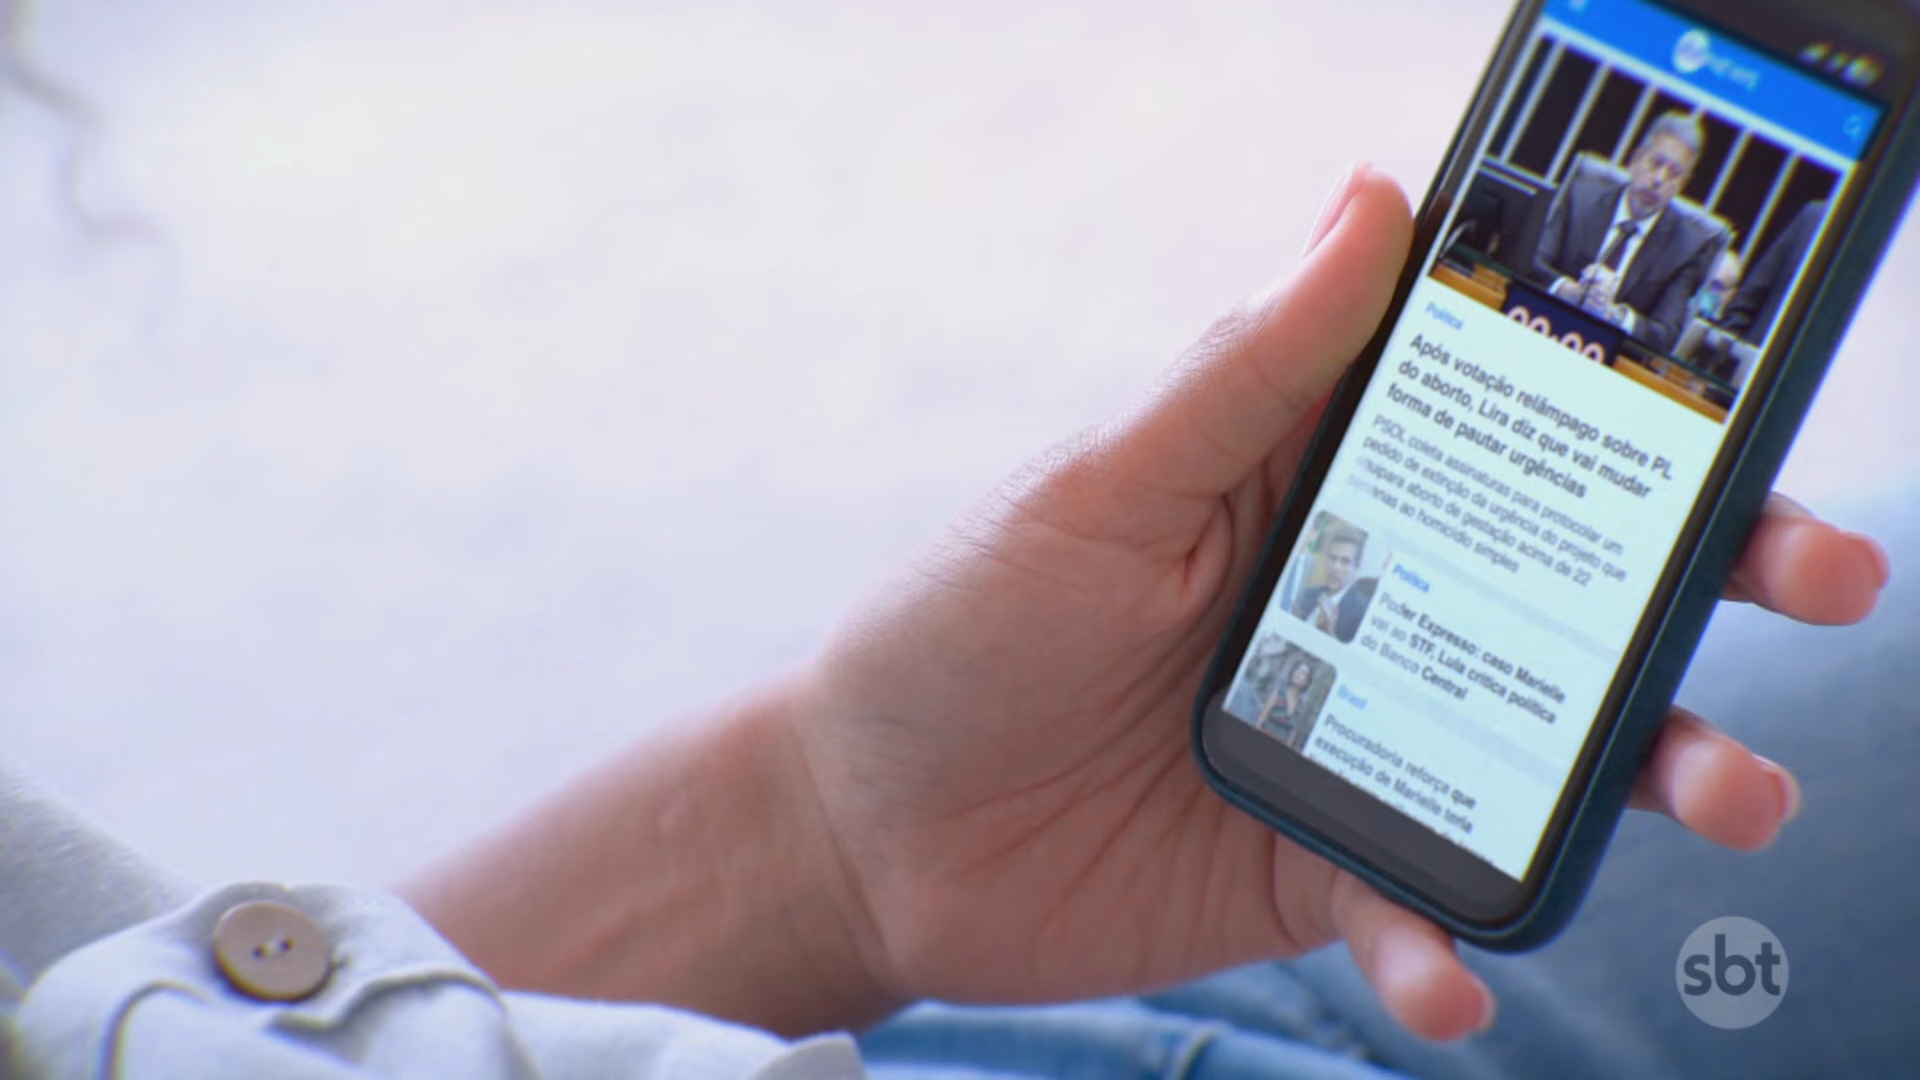 NEWS
00:00
Política
Após votação relâmpago sobre PL
do aborto, Lira diz que vai mudar
forma de pautar urgências
PSOL coleta assinaturas para protocolar um
pedido de extinção da urgência do projeto que
equipara aborto de gestação acima de 22
semanas ao homicídio simples
Política
Poder Expresso: caso Marielle
vai ao STF, Lula critica política
do Banco Central
Brasil
Procuradoria reforça que
execução de Marielle teria
sbt